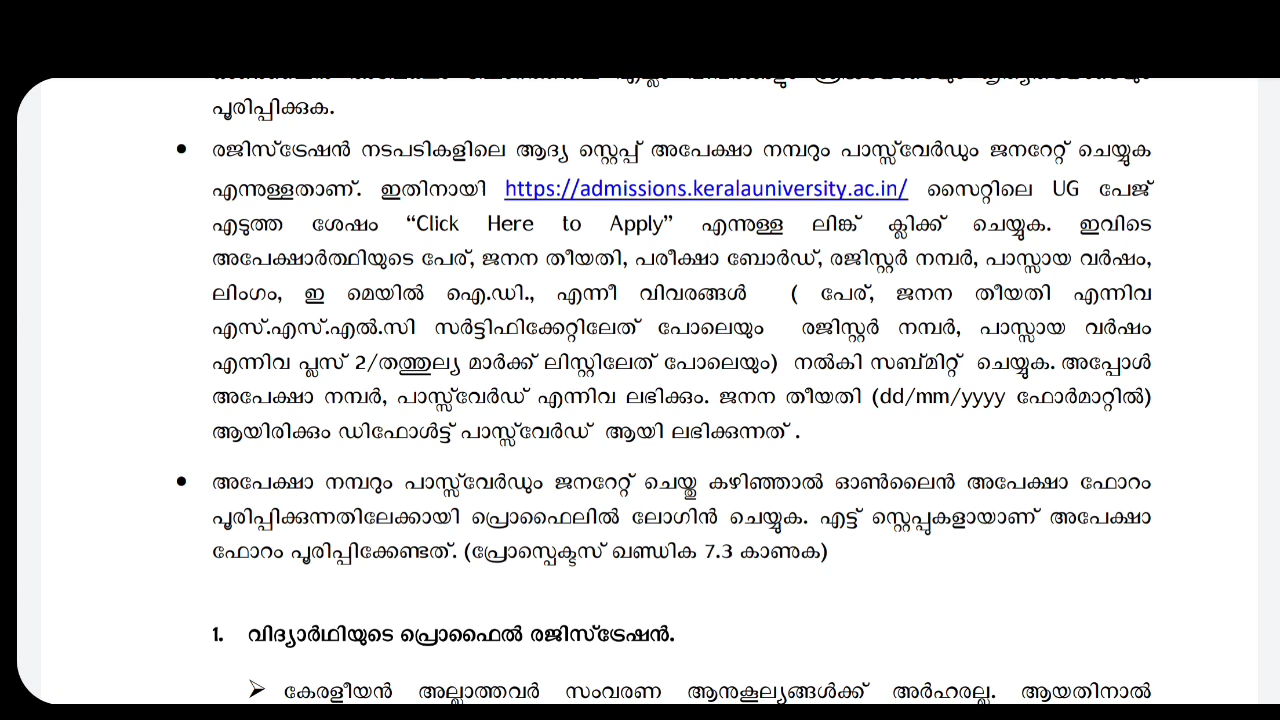 പൂരിപ്പിക്കുക.
● രജിസ്ട്രേഷൻ നടപടികളിലെ ആദ്യ സ്റ്റെപ്പ് അപേക്ഷാ നമ്പറും പാസ്സ്‌വേർഡും ജനറേറ്റ് ചെയ്യുക
എന്നുള്ളതാണ്. ഇതിനായി https://admissions.keralauniversity.ac.in/ സൈറ്റിലെ UG പേജ്
എടുത്ത ശേഷം “Click Here to Apply” എന്നുള്ള ലിങ്ക് ക്ലിക്ക് ചെയ്യുക. ഇവിടെ
അപേക്ഷാർത്ഥിയുടെ പേര്, ജനന തീയതി, പരീക്ഷാ ബോർഡ്, രജിസ്റ്റർ നമ്പർ, പാസ്സായ വർഷം,
ലിംഗം, ഇ മെയിൽ ഐ.ഡി., എന്നീ വിവരങ്ങൾ ( പേര്, ജനന തീയതി എന്നിവ
എസ്.എസ്.എൽ.സി സർട്ടിഫിക്കേറ്റിലേത് പോലെയും രജിസ്റ്റർ നമ്പർ, പാസ്സായ വർഷം
എന്നിവ പ്ലസ് 2/തത്തുല്യ മാർക്ക് ലിസ്റ്റിലേത് പോലെയും) നൽകി സബ്മിറ്റ് ചെയ്യുക. അപ്പോൾ
അപേക്ഷാ നമ്പർ, പാസ്സ്‌വേർഡ് എന്നിവ ലഭിക്കും. ജനന തീയതി (dd/mm/yyyy ഫോർമാറ്റിൽ)
ആയിരിക്കും ഡിഫോൾട്ട് പാസ്സ്‌വേർഡ് ആയി ലഭിക്കുന്നത് .
● അപേക്ഷാ നമ്പറും പാസ്സ്‌വേർഡും ജനറേറ്റ് ചെയ്തു കഴിഞ്ഞാൽ ഓൺലൈൻ അപേക്ഷാ ഫോറം
പൂരിപ്പിക്കുന്നതിലേക്കായി പ്രൊഫൈലിൽ ലോഗിൻ ചെയ്യുക. എട്ട് സ്റ്റെപ്പുകളായാണ് അപേക്ഷാ
ഫോറം പൂരിപ്പിക്കേണ്ടത്. (പ്രോസ്പെക്ടസ് ഖണ്ഡിക 7.3 കാണുക)
1. വിദ്യാർഥിയുടെ പ്രൊഫൈൽ രജിസ്ട്രേഷൻ.
➢ കേരളീയൻ അല്ലാത്തവർ സംവരണ ആനുകൂല്യങ്ങൾക്ക് അർഹരല്ല. ആയതിനാൽ